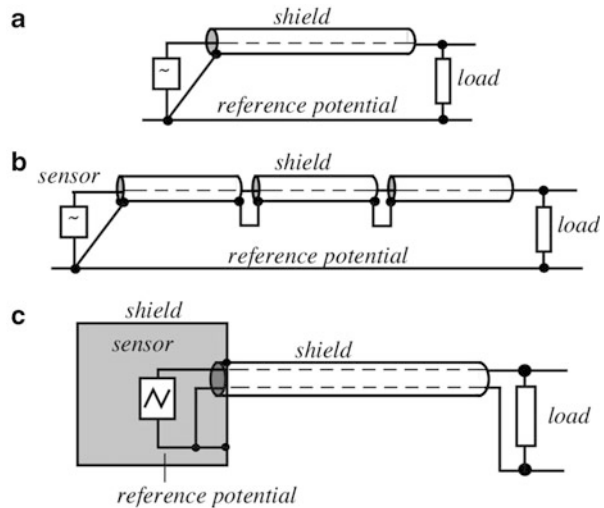 a
shield
~
load
reference potential
b
sensor
shield
~
load
reference potential
c
shield
sensor
shield
load
reference potential